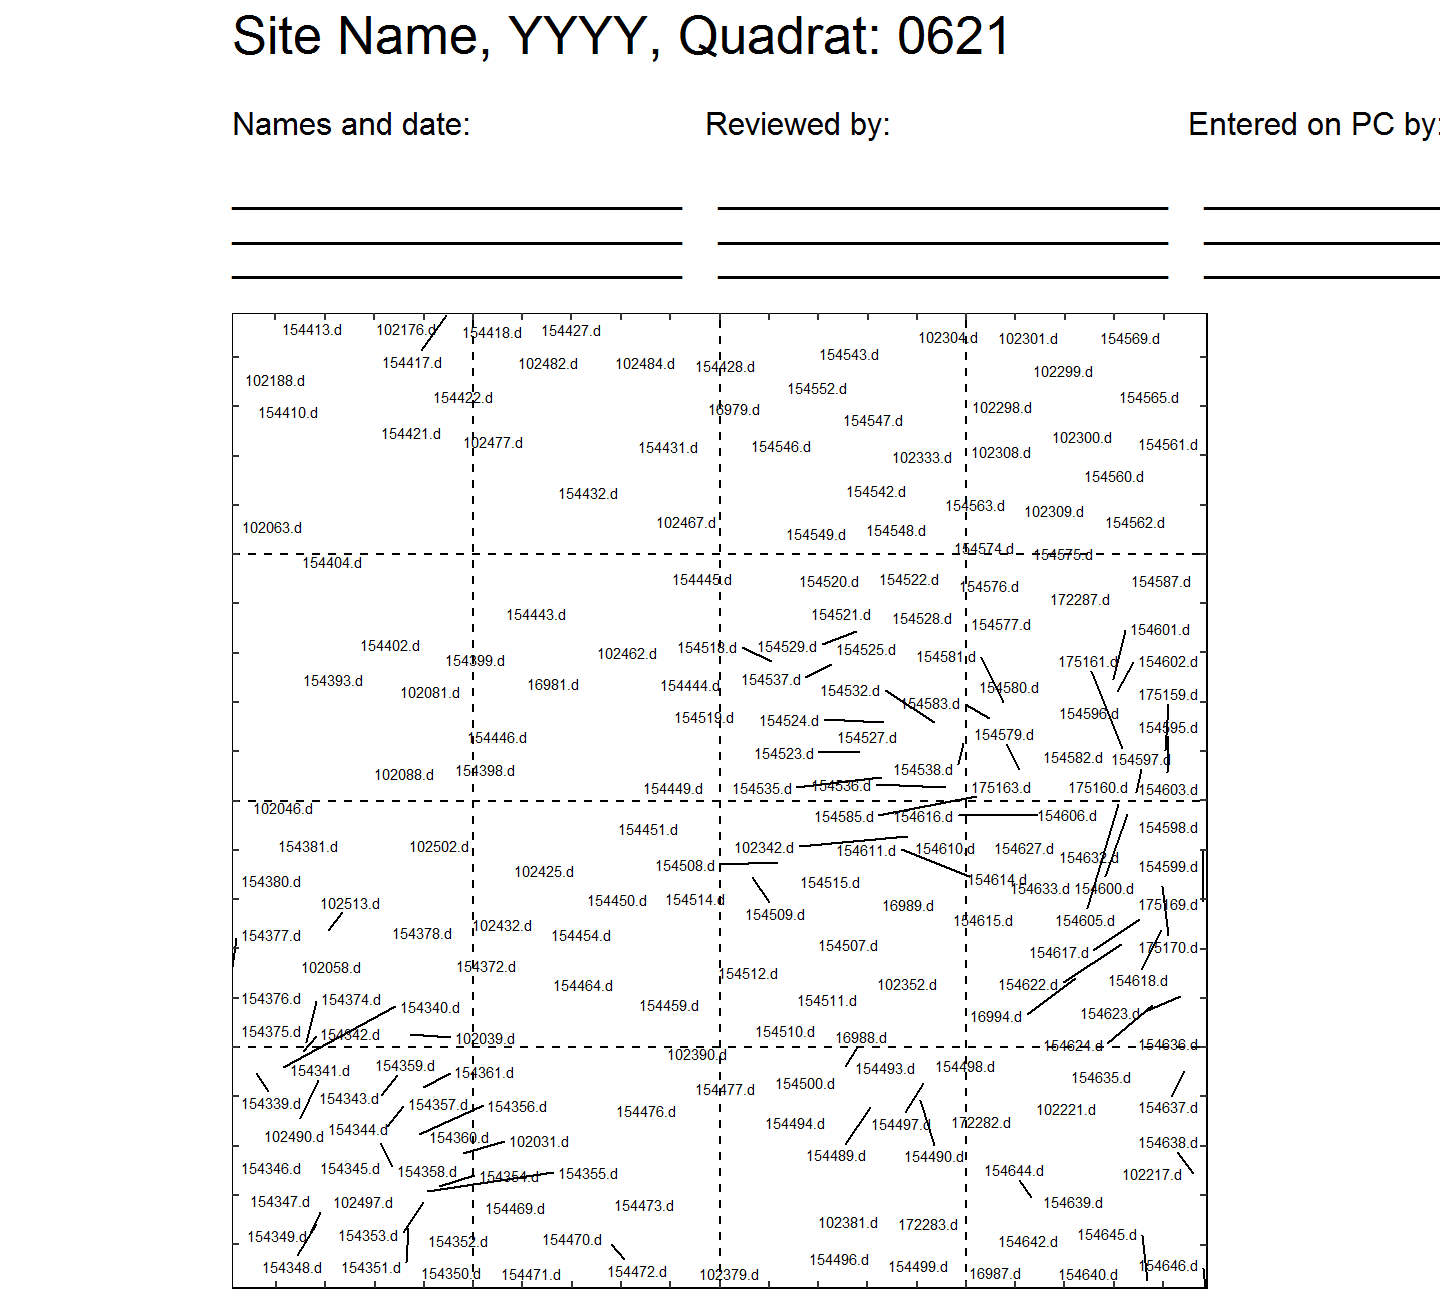 Site Name, YYYY, Quadrat: 0621
Names and date:
Reviewed by:
Entered on PC by:
154413.d 102176.d 154418.d 154427.d 102304.d 102301.d 154569.d
154417.d 102482.d 102484.d 154428.d 154543.d 102299.d
102188.d 154422.d 154552.d 154565.d
154410.d 16979.d 154547.d 102298.d
154421.d 102477.d 154431.d 154546.d 102333.d 102308.d 102300.d 154561.d
154432.d 154542.d 154563.d 154560.d
102063.d 102467.d 154549.d 154548.d 102309.d 154562.d
154404.d 154574.d 154575.d
154445.d 154520.d 154522.d 154576.d 154587.d
154443.d 154521.d 154528.d 154577.d 172287.d 154601.d
154402.d 154399.d 102462.d 154518.d 154529.d 154525.d 154581.d 175161.d 154602.d
154393.d 102081.d 16981.d 154444.d 154537.d 154532.d 154580.d 175159.d
154519.d 154524.d 154583.d 154596.d 154595.d
154446.d 154527.d 154579.d
102088.d 154398.d 154523.d 154538.d 154582.d 154597.d
154449.d 154535.d 154536.d 175163.d 175160.d 154603.d
102046.d 154585.d 154616.d 154606.d
154451.d 154598.d
154381.d 102502.d 102342.d 154611.d 154610.d 154627.d 154632.d
102425.d 154508.d 154599.d
154380.d 154515.d 154614.d 154633.d 154600.d
102513.d 154450.d 154514.d 154509.d 16989.d 154615.d 154605.d 175169.d
154377.d 154378.d 102432.d 154454.d 154507.d 154617.d 175170.d
102058.d 154372.d 154512.d
154464.d 102352.d 154622.d 154618.d
154376.d 154374.d 154340.d 154459.d 154511.d 16994.d 154623.d
154375.d 154342.d 102039.d 154510.d 16988.d 154624.d 154636.d
102390.d
154341.d 154359.d 154361.d 154500.d 154493.d 154498.d 154635.d
154339.d 154343.d 154357.d 154356.d 154476.d 154477.d 102221.d 154637.d
102490.d 154344.d 154360.d 102031.d 154494.d 154497.d 172282.d 154638.d
154346.d 154345.d 154358.d 154354.d 154355.d 154489.d 154490.d 154644.d 102217.d
154347.d 102497.d 154469.d 154473.d 154639.d
154349.d 154353.d 154352.d 154470.d 102381.d 172283.d 154642.d 154645.d
154348.d 154351.d 154350.d 154471.d 154472.d 102379.d 154496.d 154499.d 16987.d 154640.d 154646.d